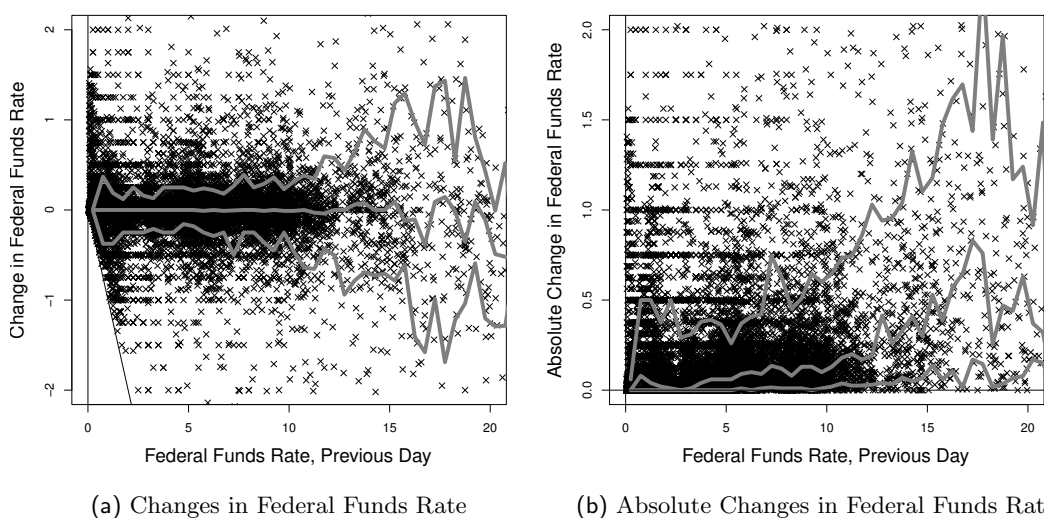 2
1
0
−1
−2
Change in Federal Funds Rate
0 5 10 15 20
Federal Funds Rate, Previous Day
(a) Changes in Federal Funds Rate
2.0
1.5
1.0
0.5
0.0
Absolute Change in Federal Funds Rate
0 5 10 15 20
Federal Funds Rate, Previous Day
(b) Absolute Changes in Federal Funds Rat